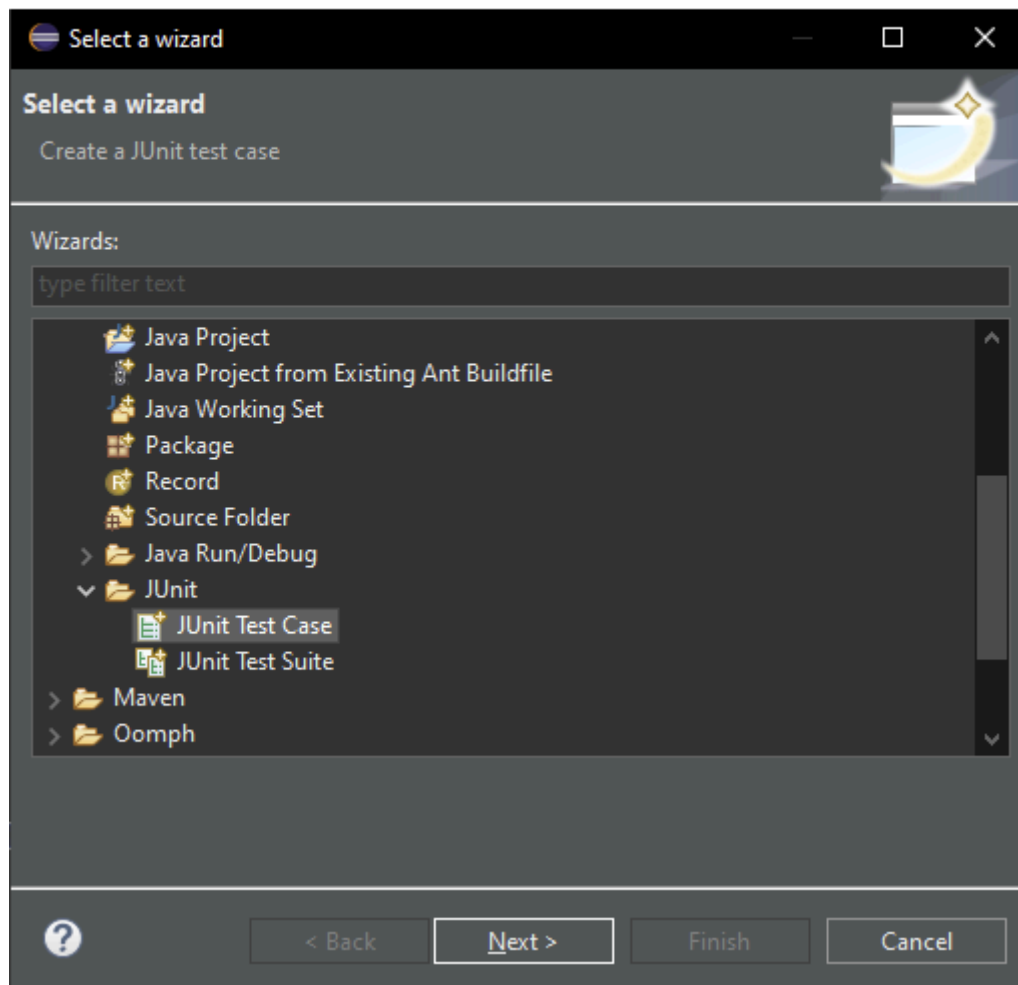 Select a wizard
Select a wizard
Create a JUnit test case
Wizards:
type filter text
Java Project
Java Project from Existing Ant Buildfile
Java Working Set
Package
Record
Source Folder
Java Run/Debug
JUnit
JUnit Test Case
JUnit Test Suite
Maven
Oomph
< Back Next > Finish Cancel